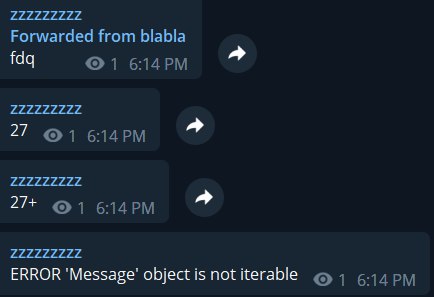 zzzzzzzzz
Forwarded from blabla
fdq 1 6:14 PM
zzzzzzzzz
27 1 6:14 PM
zzzzzzzzz
27+ 1 6:14 PM
zzzzzzzzz
ERROR 'Message' object is not iterable 1 6:14 PM